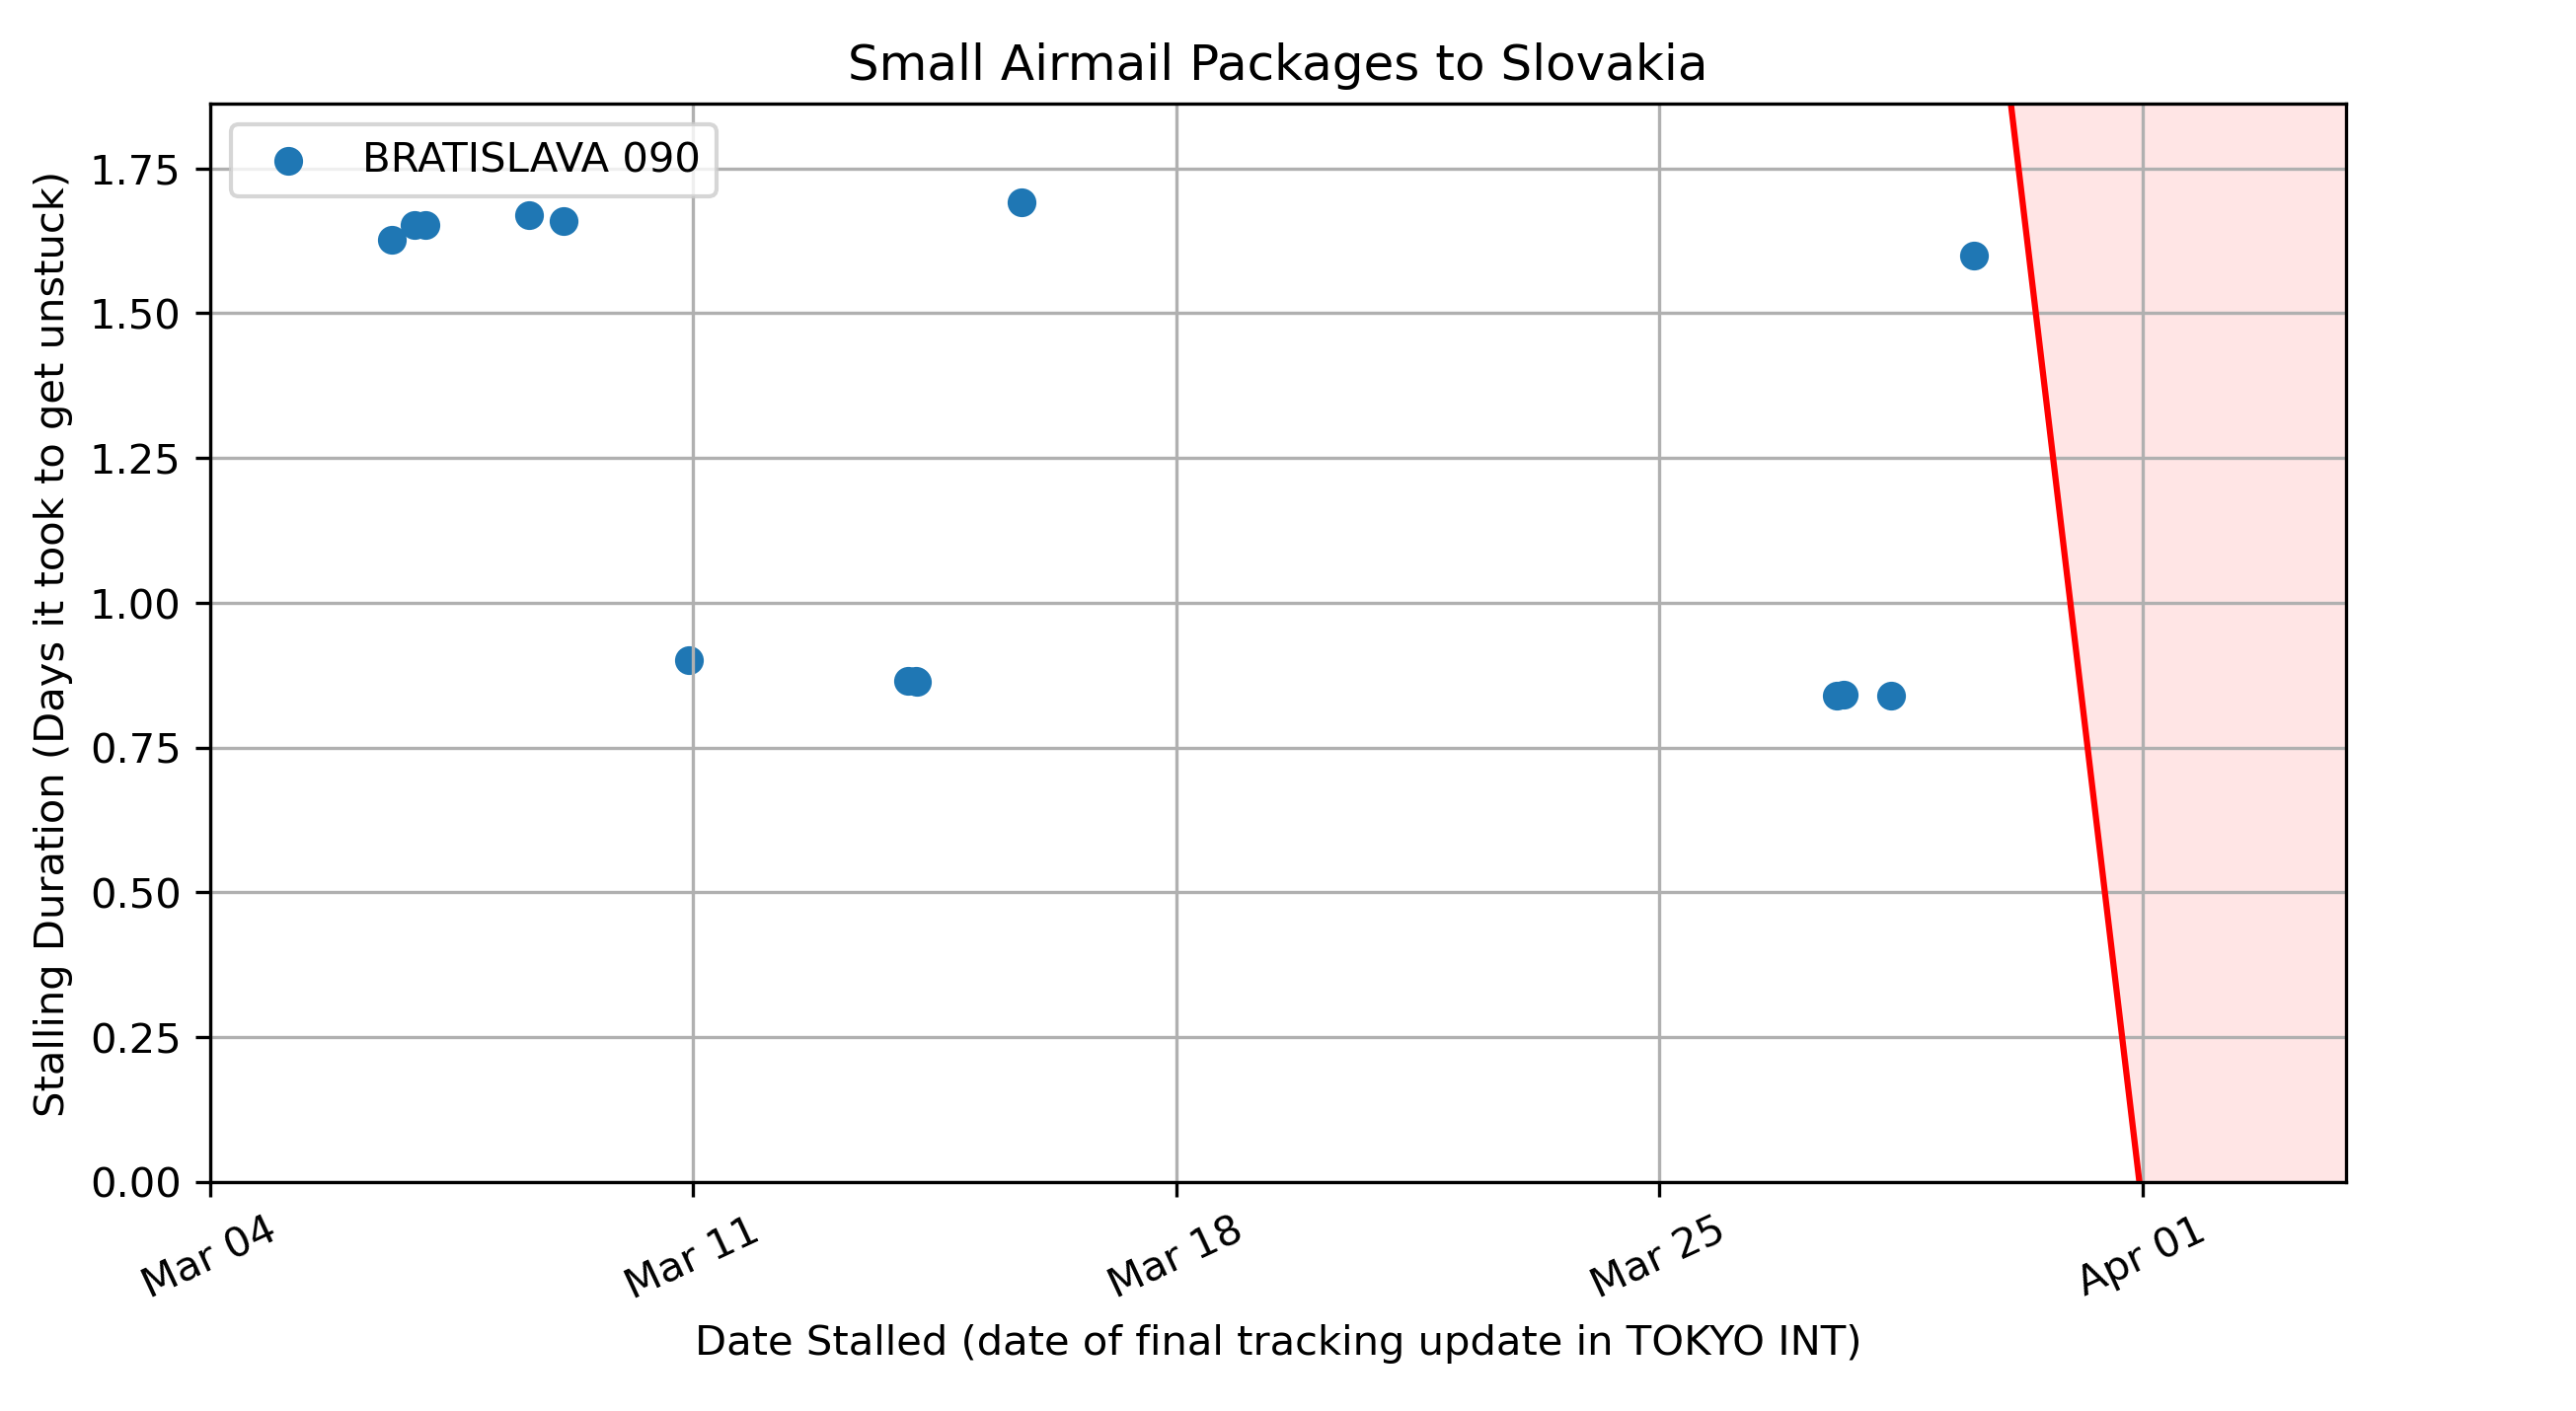 Small Airmail Packages to Slovakia
BRATISLAVA 090
Stalling Duration (Days it took to get unstuck)
1.75
1.50
1.25
1.00
0.75
0.50
0.25
0.00
Mar 04
Mar 11
Mar 18
Mar 25
Apr 01
Date Stalled (date of final tracking update in TOKYO INT)